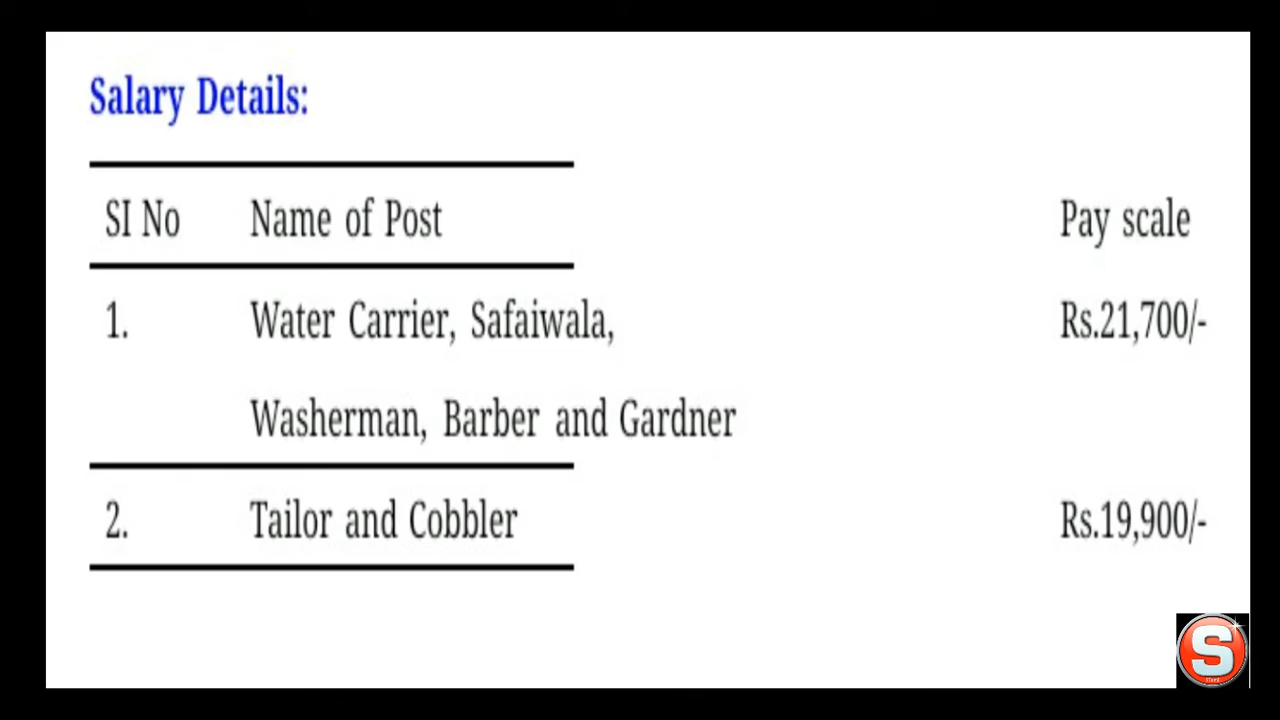 Salary Details:
SI No Name of Post Pay scale
1. Water Carrier, Safaiwala, Rs.21,700/-
Washerman, Barber and Gardner
2. Tailor and Cobbler Rs.19,900/-
S